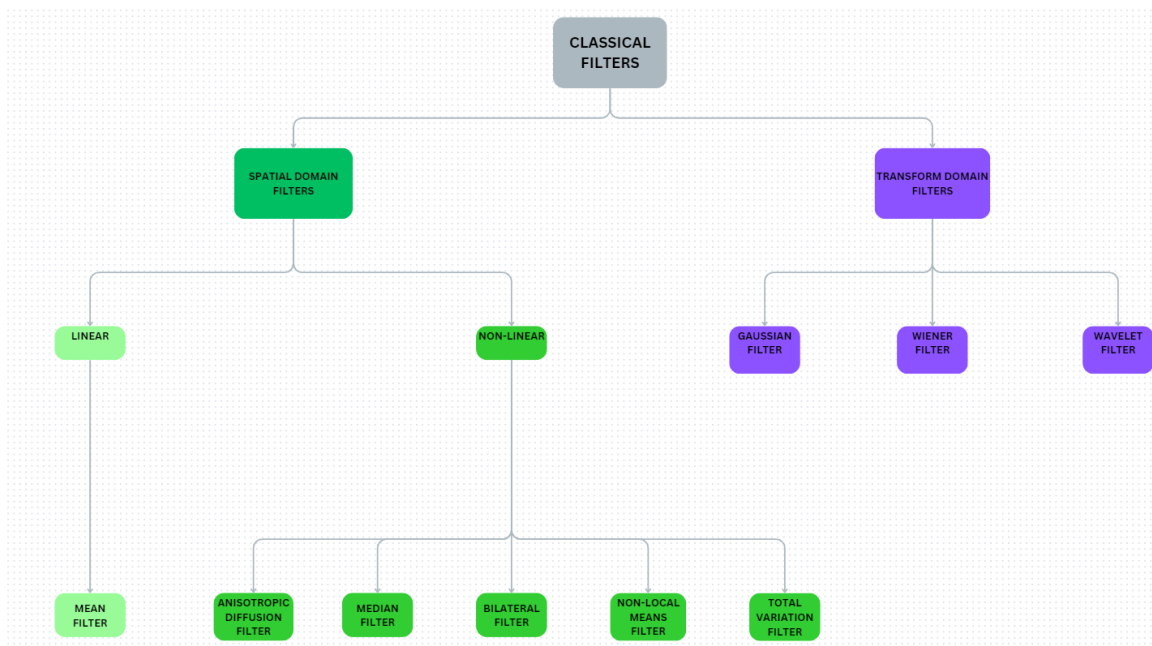 CLASSICAL
FILTERS
SPATIAL DOMAIN
FILTERS
TRANSFORM DOMAIN
FILTERS
LINEAR
NON-LINEAR
GAUSSIAN
FILTER
WIENER
FILTER
WAVELET
FILTER
MEAN
FILTER
ANISOTROPIC
DIFFUSION
FILTER
MEDIAN
FILTER
BILATERAL
FILTER
NON-LOCAL
MEANS
FILTER
TOTAL
VARIATION
FILTER